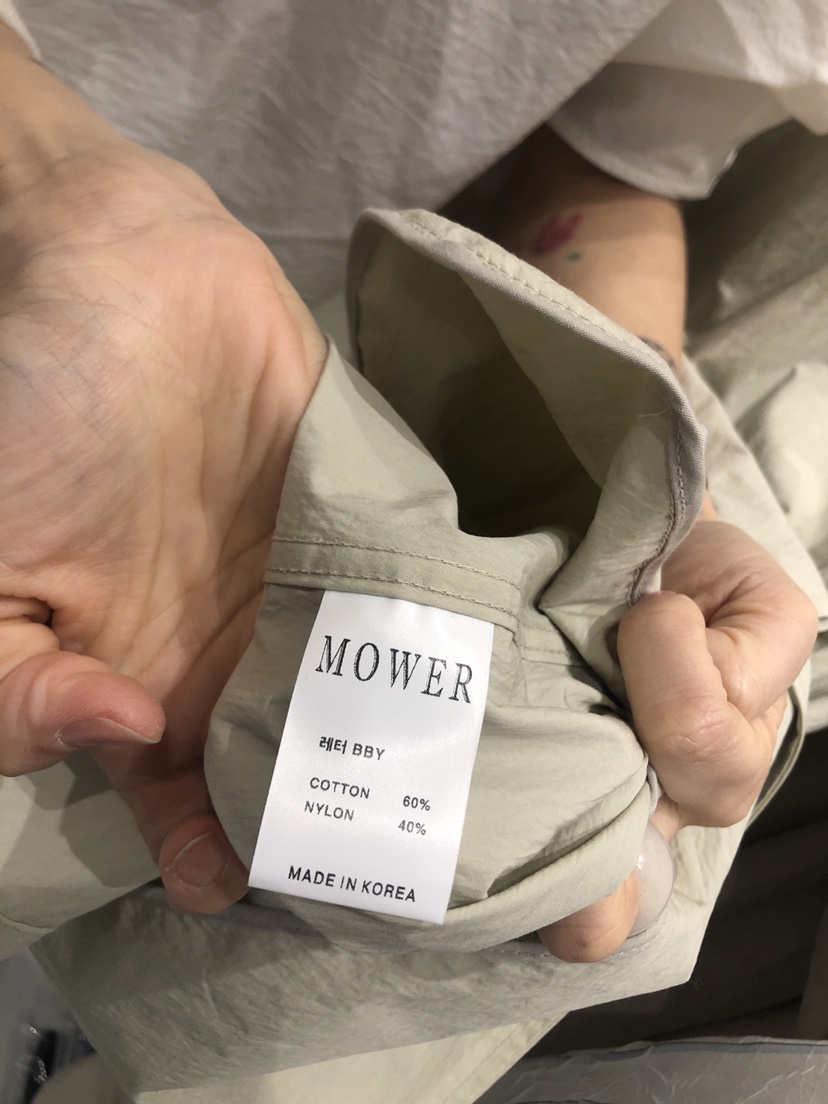 MOWER
레터 BBY
COTTON 60%
NYLON 40%
MADE IN KOREA